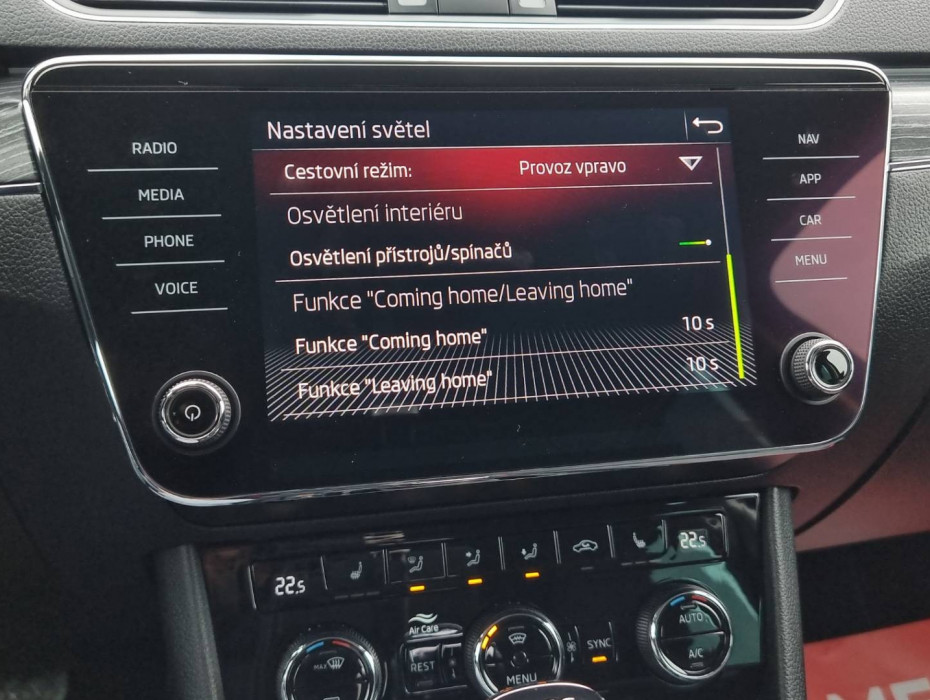 RADIO
MEDIA
PHONE
VOICE
Nastavení světel
Cestovní režim: Provoz vpravo
Osvětlení interiéru
Osvětlení přístrojů/spínačů
Funkce "Coming home/Leaving home"
Funkce "Coming home" 10 s
Funkce "Leaving home" 10 s
NAV
APP
CAR
MENU
22.5
22.5
MAX
Air Care
REST
MENU
SYNC
AUTO
A/C